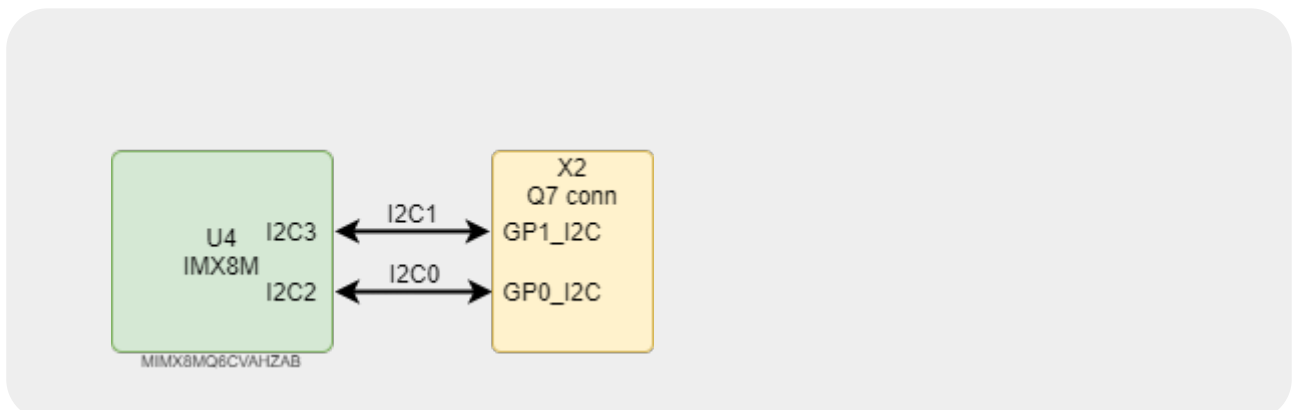 X2
Q7 conn
I2C1
U4
I2C3
GP1_I2C
IMX8M
I2C0
I2C2
GP0_I2C
MIMX8MQ6CVAHZAB